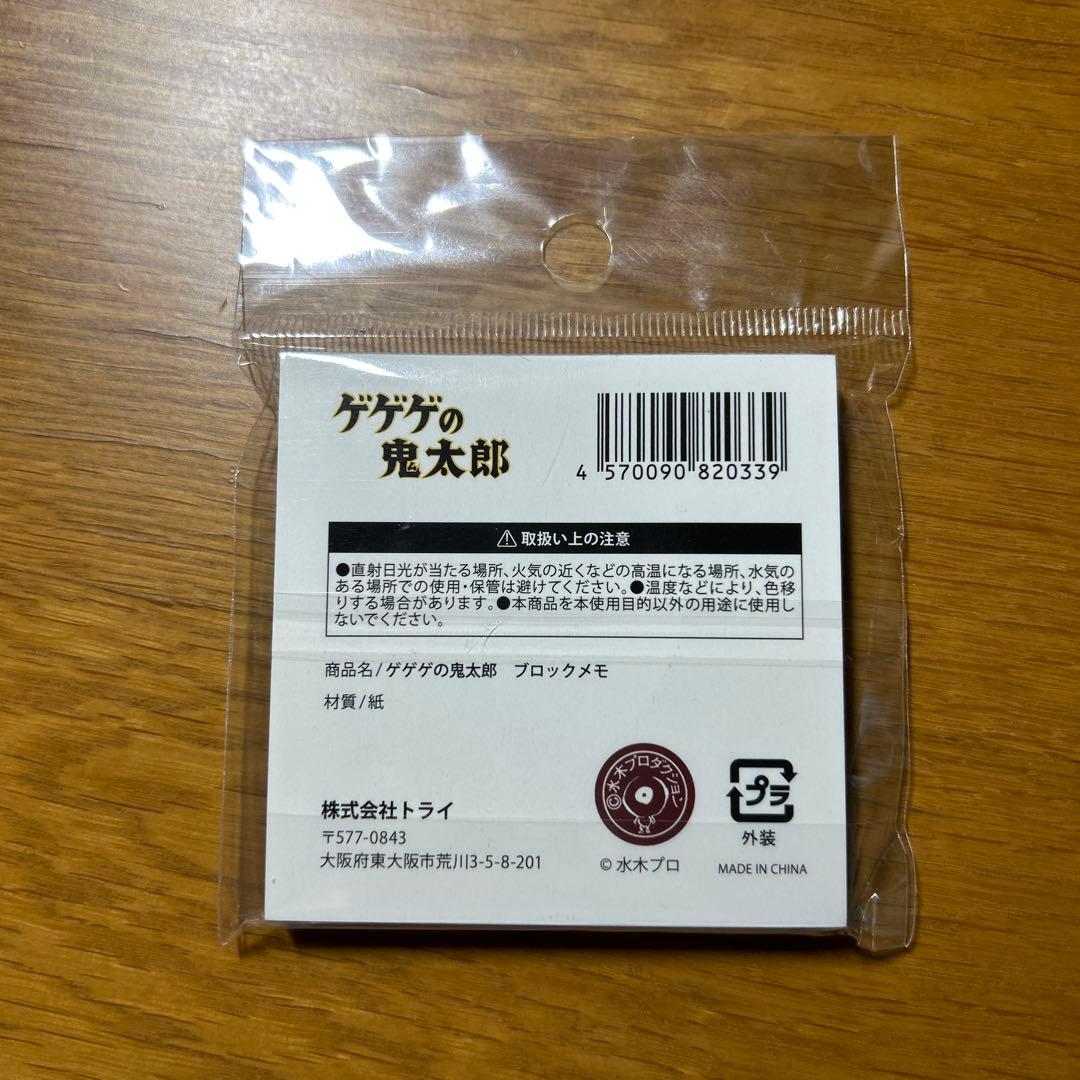 ゲゲゲの
鬼太郎
4 570090 820339
⚠取扱い上の注意
●直射日光が当たる場所、火気の近くなどの高温になる場所、水気の
ある場所での使用・保管は避けてください。●温度などにより、色移
りする場合があります。●本商品を本使用目的以外の用途に使用し
ないでください。
商品名/ゲゲゲの鬼太郎 ブロックメモ
材質/紙
株式会社トライ
〒577-0843
大阪府東大阪市荒川3-5-8-201
©水木プロダクション
© 水木プロ
プラ
外装
MADE IN CHINA